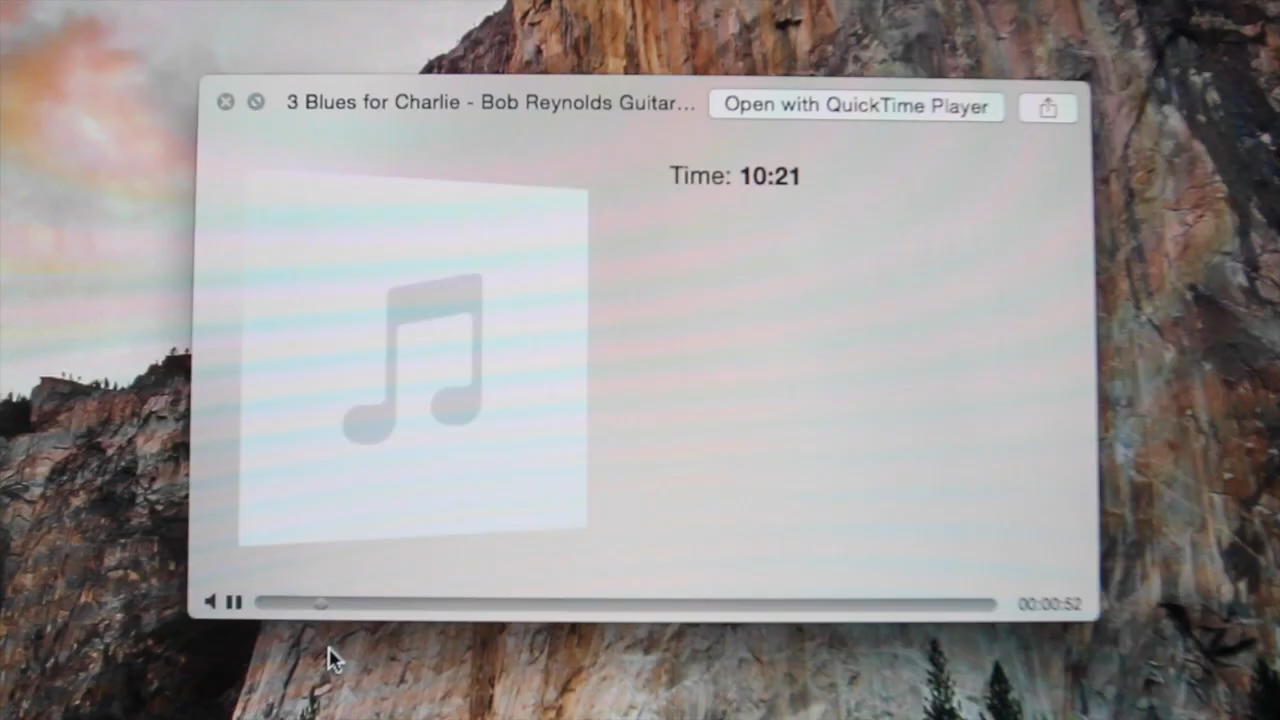 3 Blues for Charlie - Bob Reynolds Guitar... Open with QuickTime Player
Time: 10:21
00:00:52